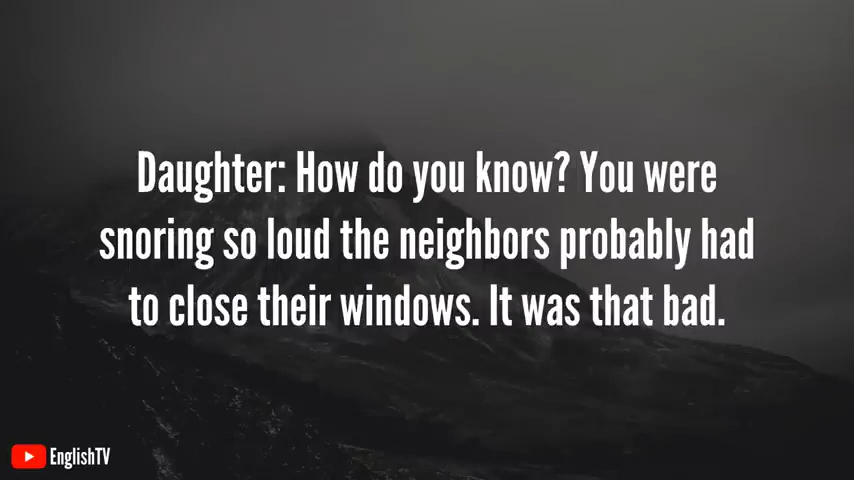 Daughter: How do you know? You were
snoring so loud the neighbors probably had
to close their windows. It was that bad.
EnglishTV